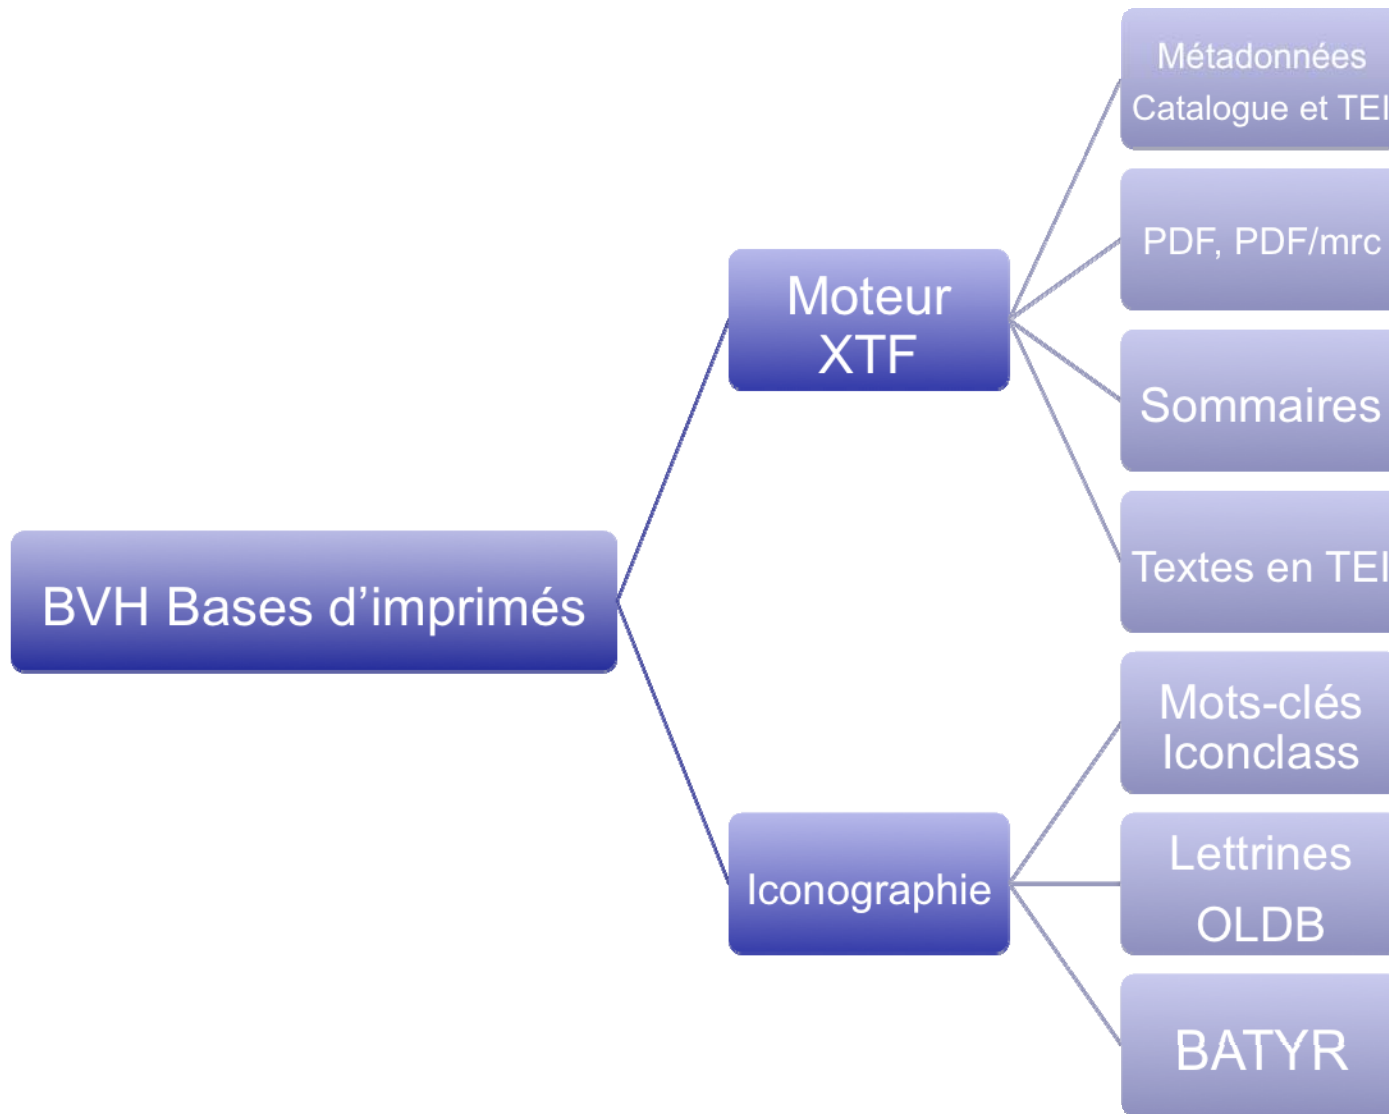 BVH Bases d’imprimés
Moteur
XTF
Métadonnées
Catalogue et TEI
PDF, PDF/mrc
Sommaires
Textes en TEI
Iconographie
Mots-clés
Iconclass
Lettrines
OLDB
BATYR